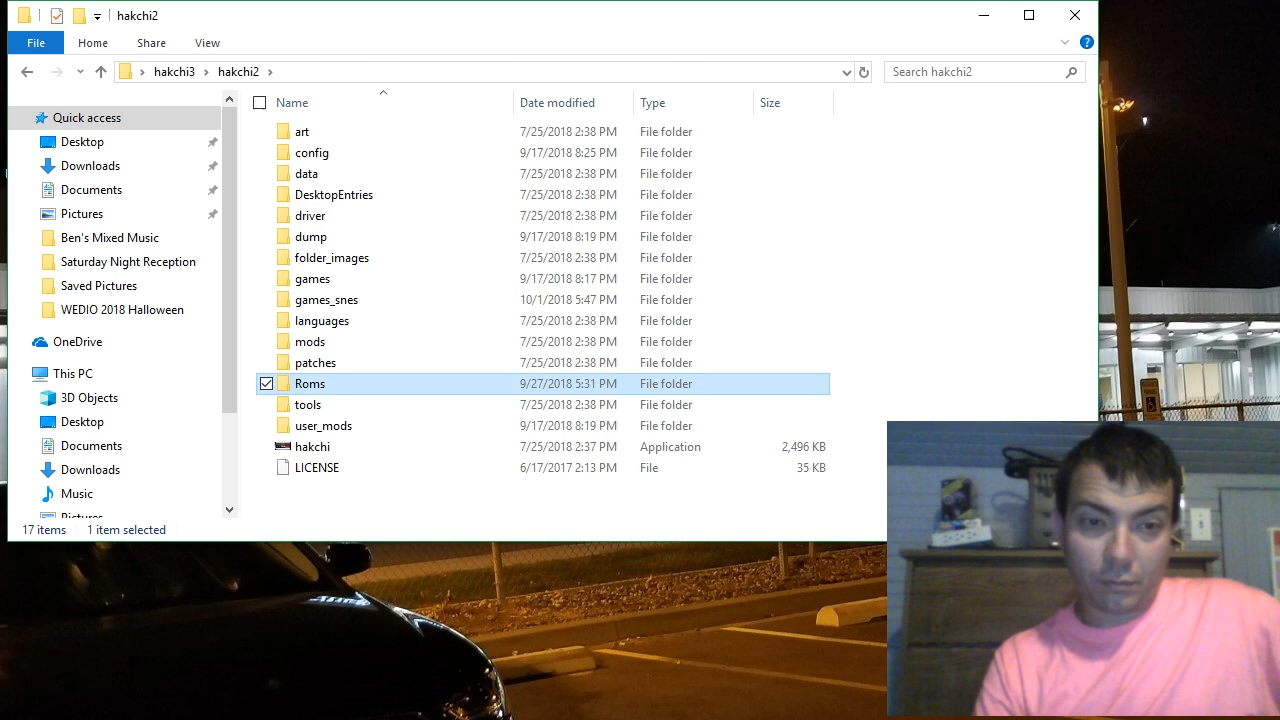 hakchi2
File Home Share View
hakchi3 hakchi2 Search hakchi2
Name Date modified Type Size
Quick access
Desktop
Downloads
Documents
Pictures
Ben's Mixed Music
Saturday Night Reception
Saved Pictures
WEDIO 2018 Halloween
OneDrive
This PC
3D Objects
Desktop
Documents
Downloads
Music
Pictures
art 7/25/2018 2:38 PM File folder
config 9/17/2018 8:25 PM File folder
data 7/25/2018 2:38 PM File folder
DesktopEntries 7/25/2018 2:38 PM File folder
driver 7/25/2018 2:38 PM File folder
dump 9/17/2018 8:19 PM File folder
folder_images 7/25/2018 2:38 PM File folder
games 9/17/2018 8:17 PM File folder
games_snes 10/1/2018 5:47 PM File folder
languages 7/25/2018 2:38 PM File folder
mods 7/25/2018 2:38 PM File folder
patches 7/25/2018 2:38 PM File folder
Roms 9/27/2018 5:31 PM File folder
tools 7/25/2018 2:38 PM File folder
user_mods 9/17/2018 8:19 PM File folder
hakchi 7/25/2018 2:37 PM Application 2,496 KB
LICENSE 6/17/2017 2:13 PM File 35 KB
17 items 1 item selected